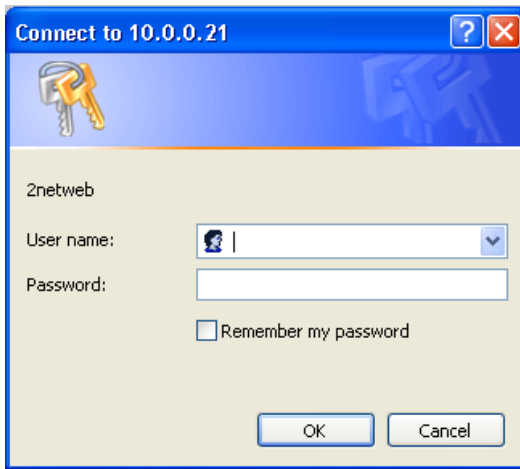 Connect to 10.0.0.21
2netweb
User name:
Password:
Remember my password
OK
Cancel